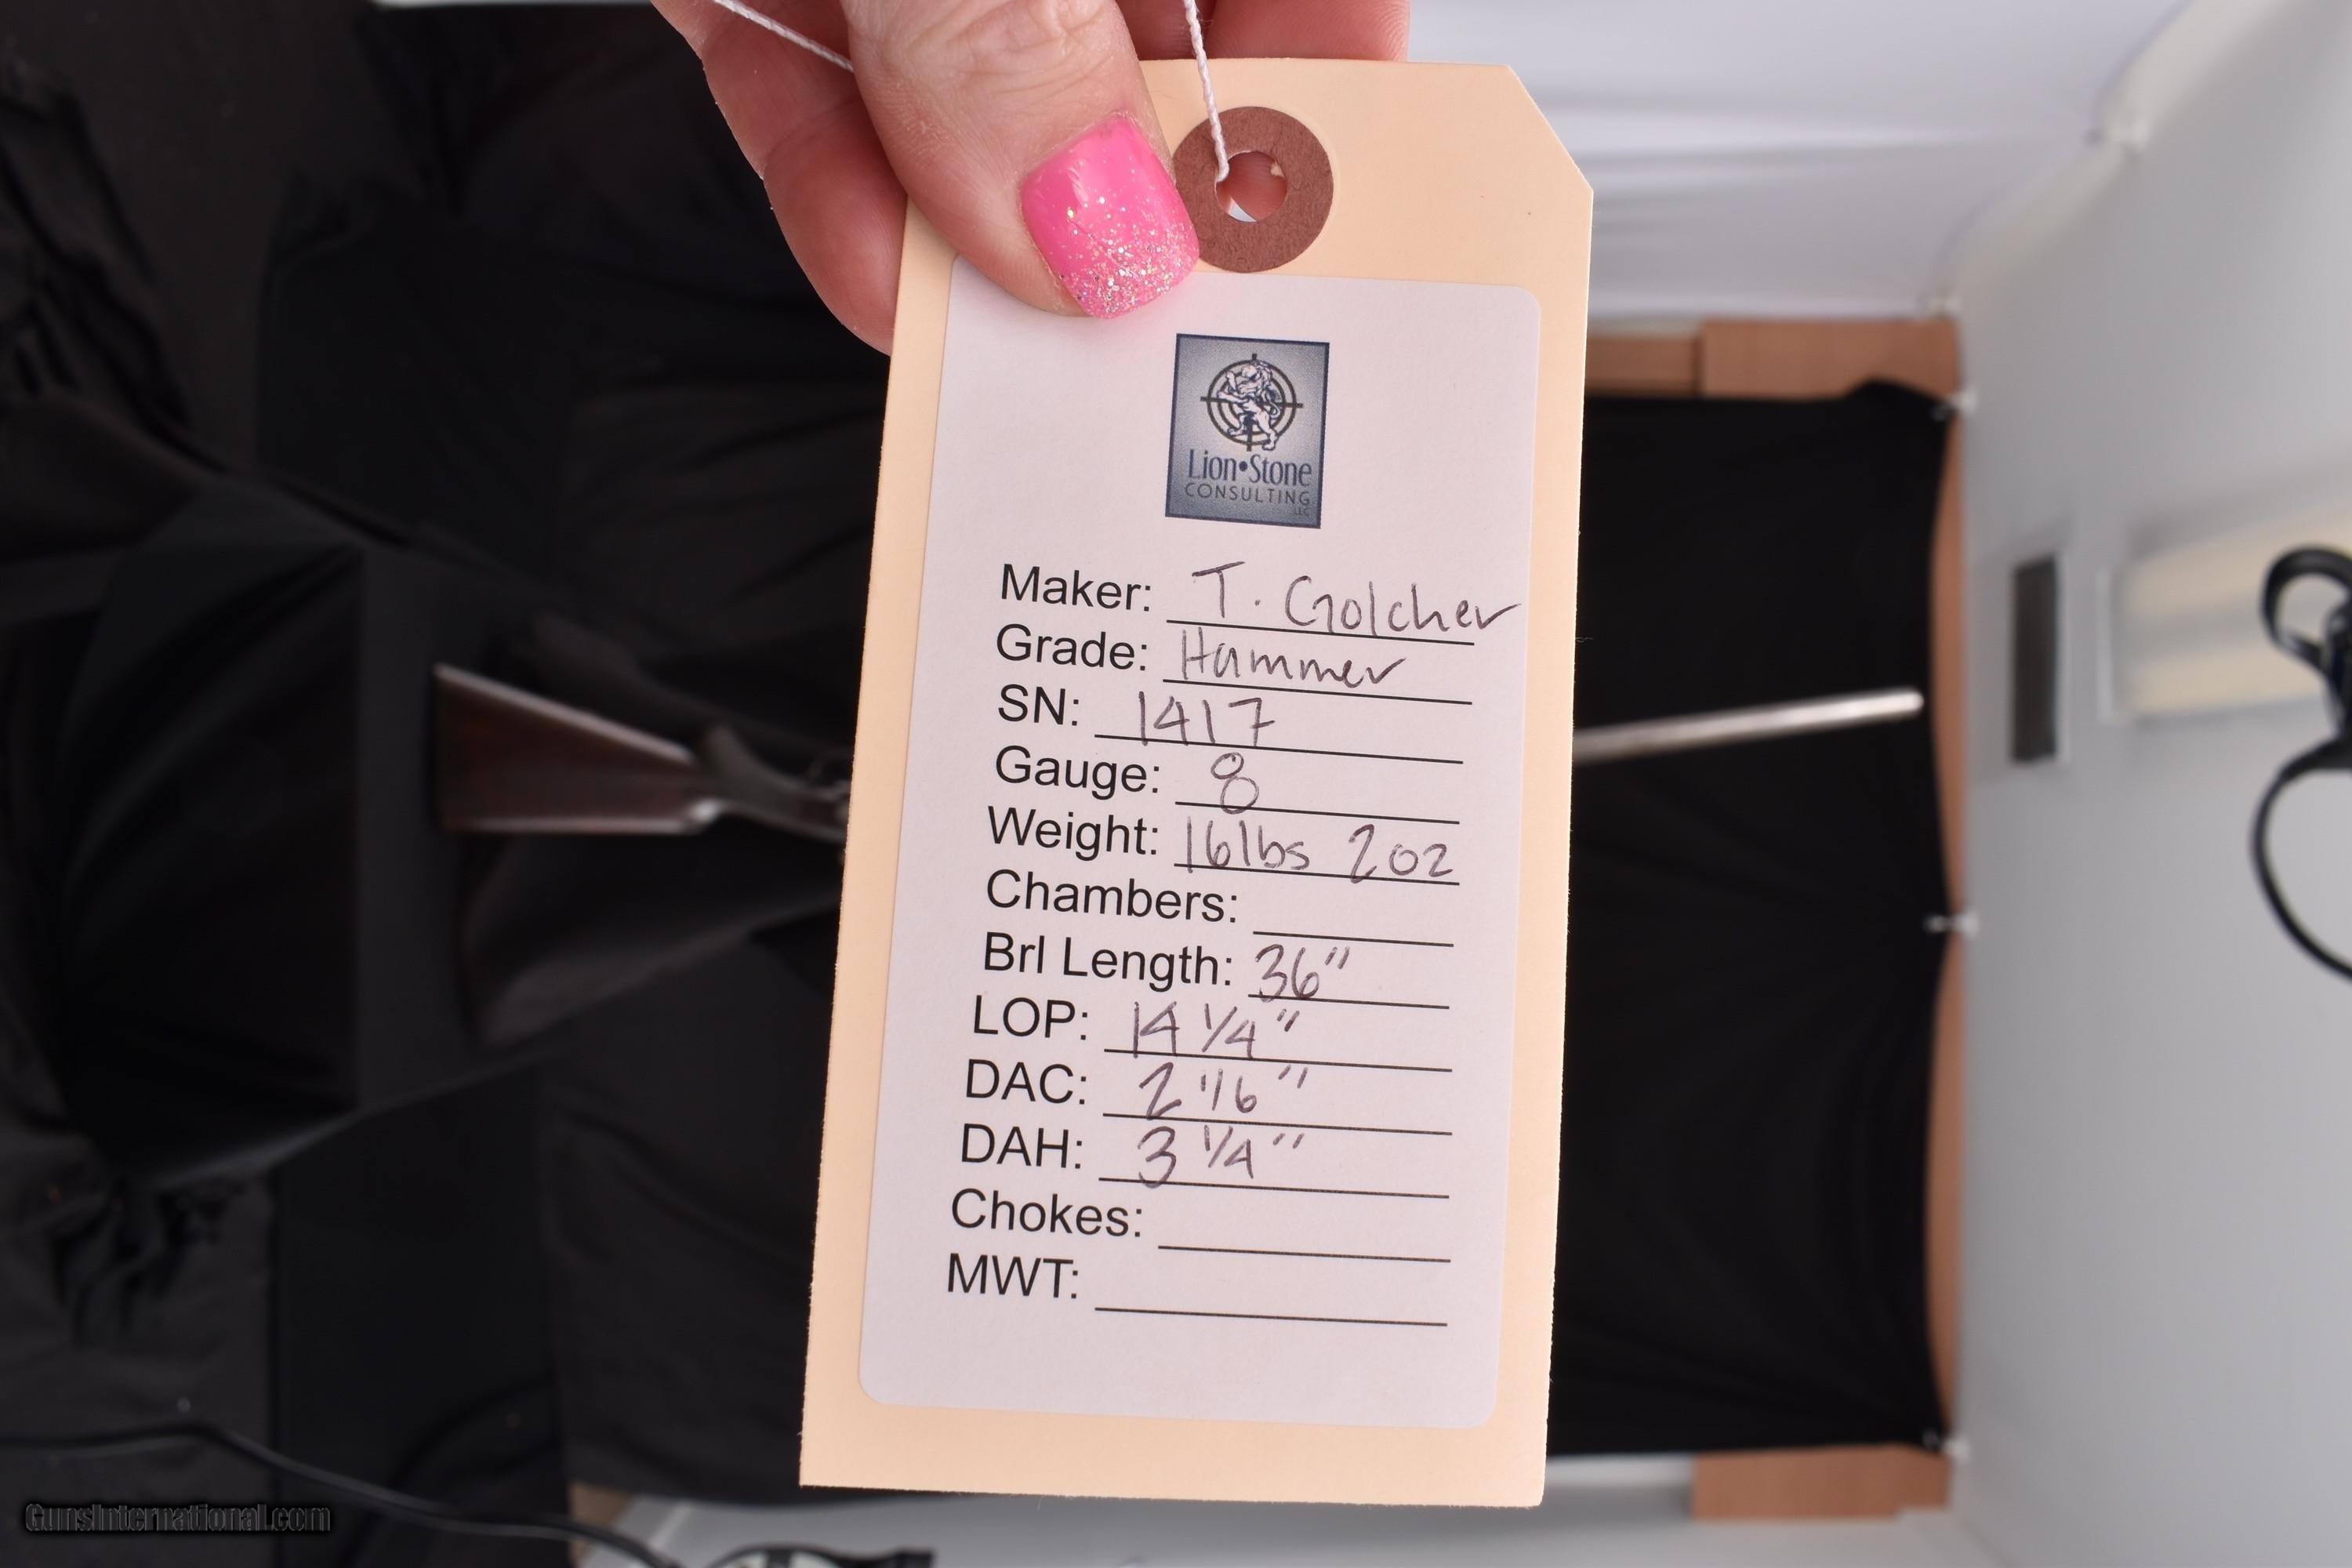 Lion•Stone
CONSULTING
LLC
Maker: T. Golcher
Grade: Hammer
SN: 1417
Gauge: 8
Weight: 16lbs 2oz
Chambers:
Brl Length: 36"
LOP: 14 1/4"
DAC: 2 1/6"
DAH: 3 1/4"
Chokes:
MWT:
GunsInternational.com